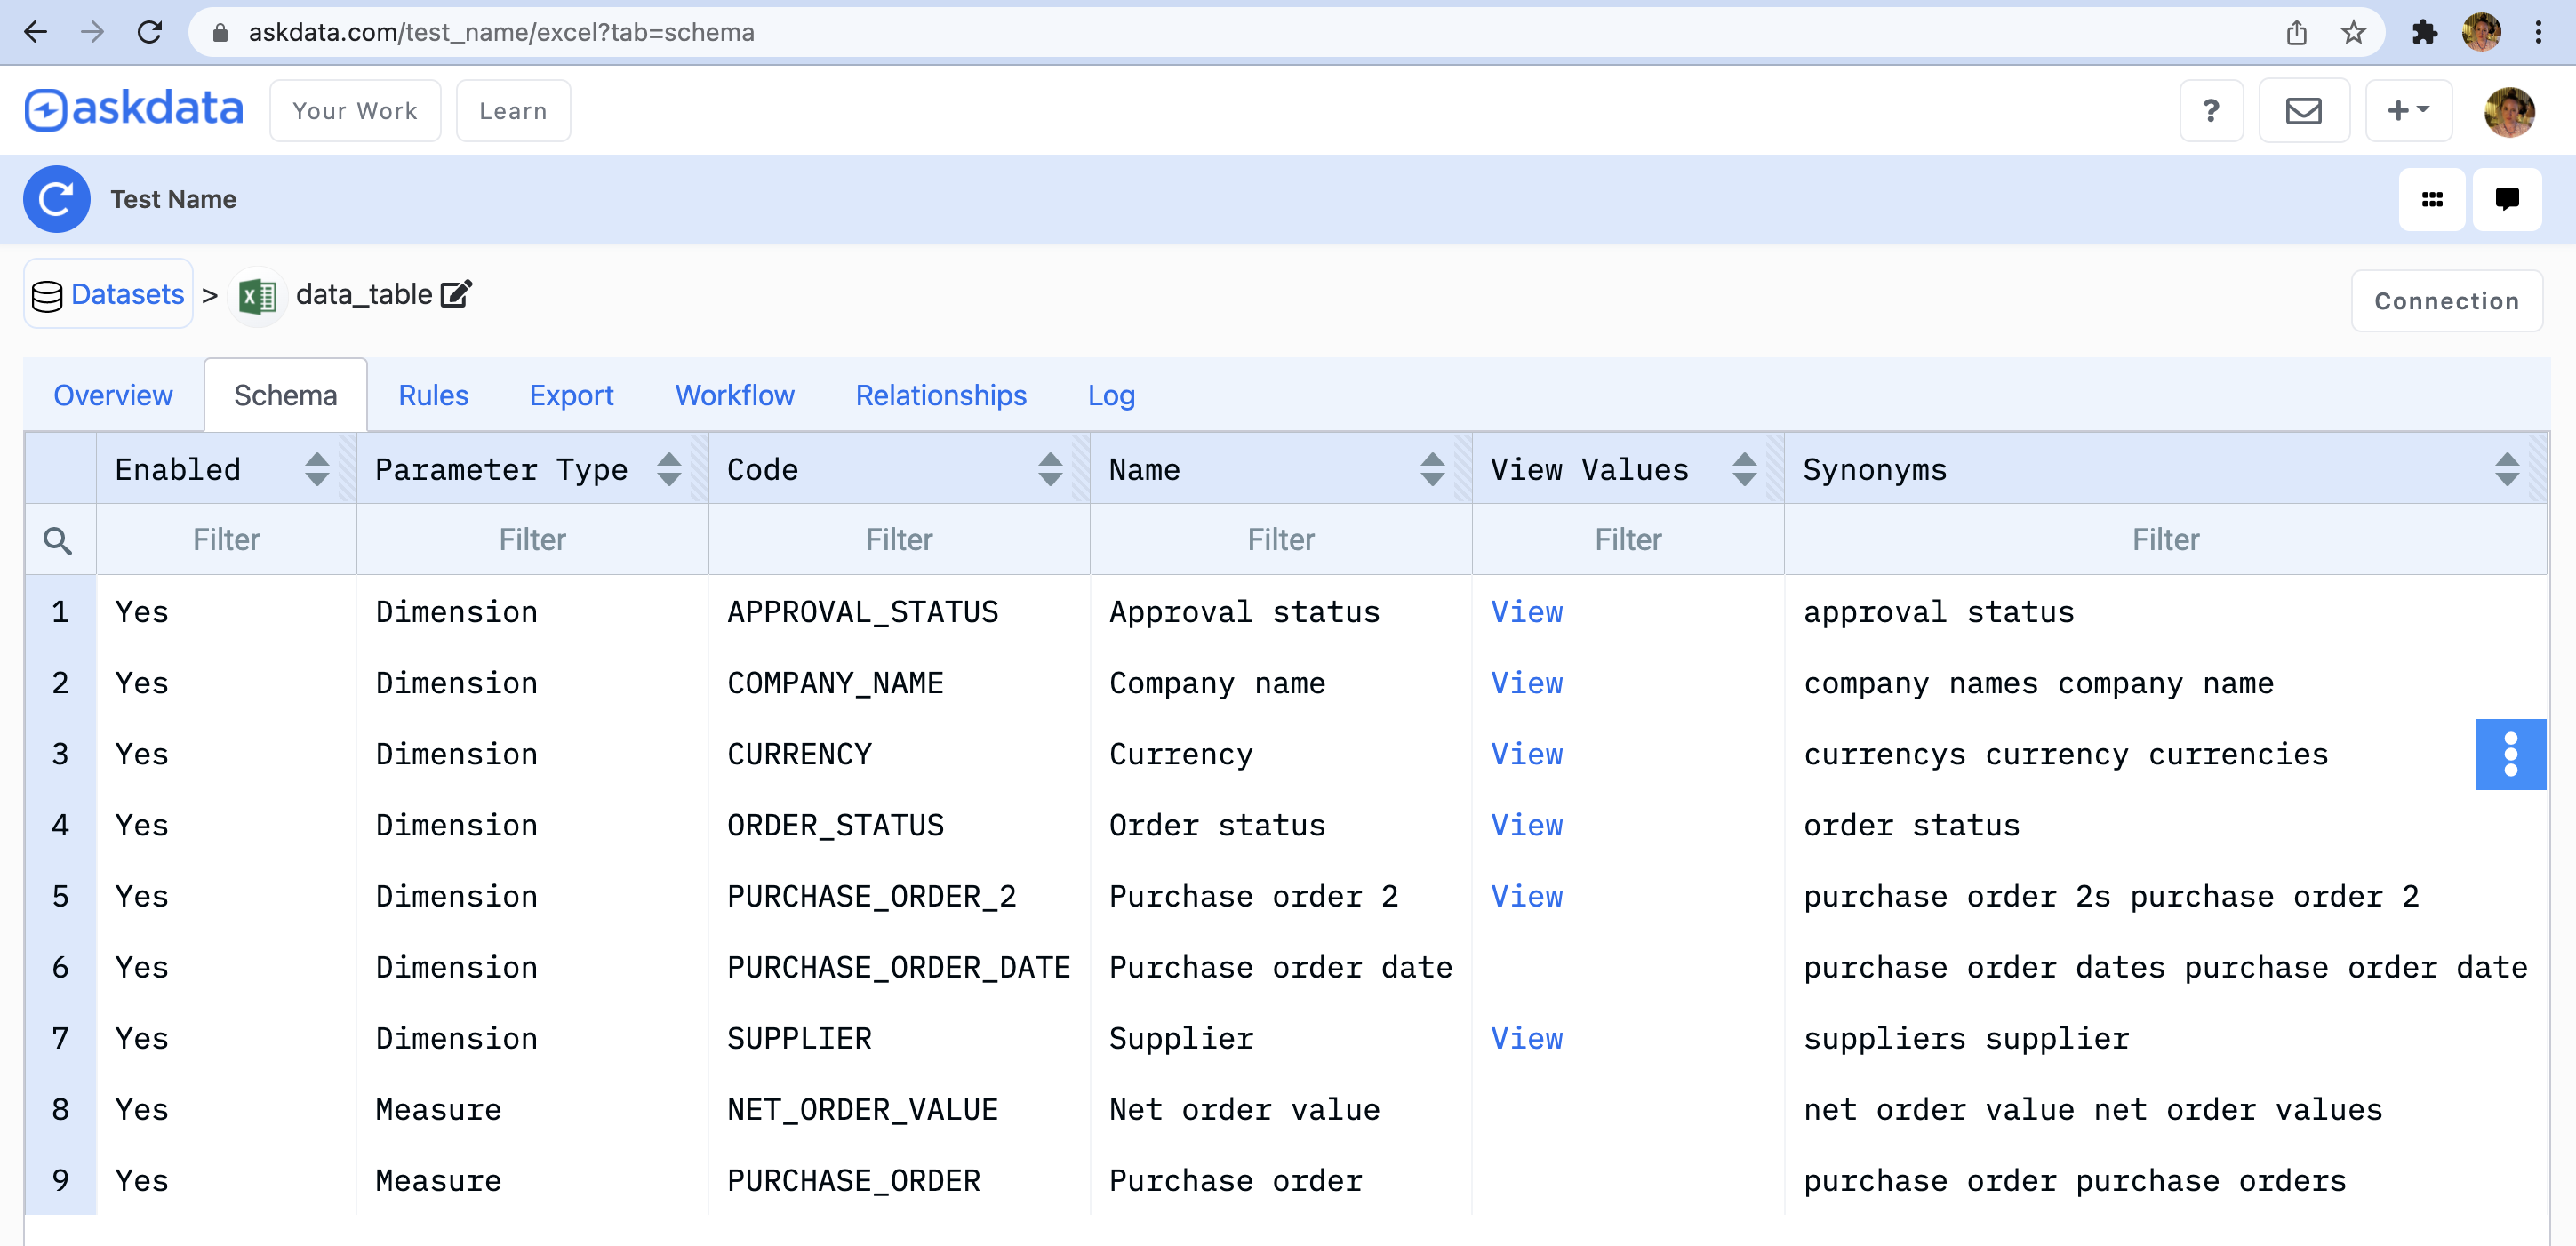 askdata.com/test_name/excel?tab=schema
askdata Your Work Learn ? +
Test Name
Datasets > data_table Connection
Overview Schema Rules Export Workflow Relationships Log
Enabled Parameter Type Code Name View Values Synonyms
Filter Filter Filter Filter Filter Filter
1 Yes Dimension APPROVAL_STATUS Approval status View approval status
2 Yes Dimension COMPANY_NAME Company name View company names company name
3 Yes Dimension CURRENCY Currency View currencys currency currencies
4 Yes Dimension ORDER_STATUS Order status View order status
5 Yes Dimension PURCHASE_ORDER_2 Purchase order 2 View purchase order 2s purchase order 2
6 Yes Dimension PURCHASE_ORDER_DATE Purchase order date purchase order dates purchase order date
7 Yes Dimension SUPPLIER Supplier View suppliers supplier
8 Yes Measure NET_ORDER_VALUE Net order value net order value net order values
9 Yes Measure PURCHASE_ORDER Purchase order purchase order purchase orders